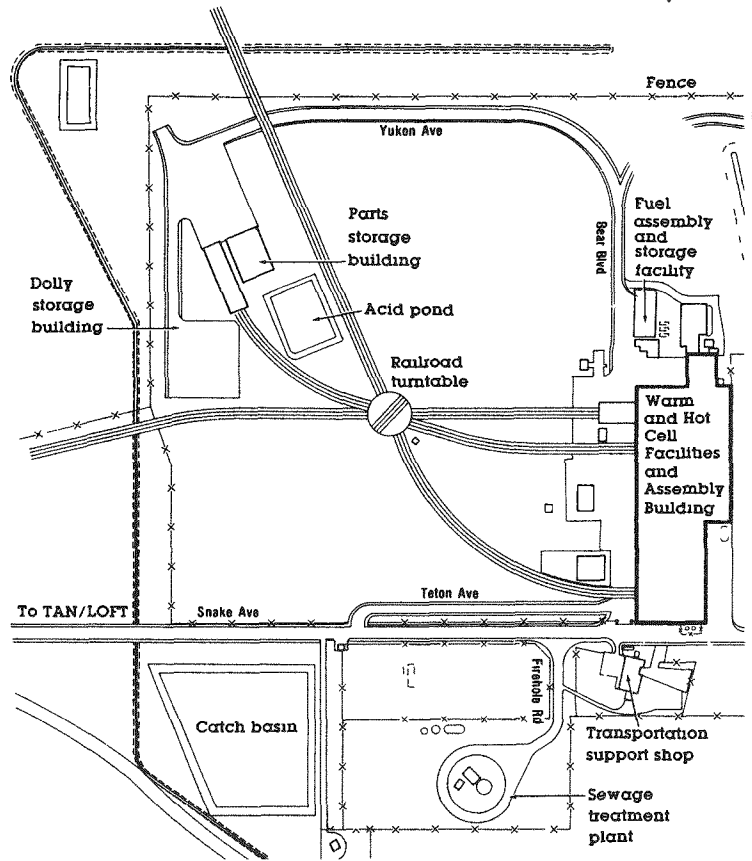 Fence
Yukon Ave
Parts
storage
building
Bear Blvd
Fuel
assembly
and
storage
facility
Dolly
storage
building
Acid pond
Railroad
turntable
Warm
and Hot
Cell
Facilities
and
Assembly
Building
Teton Ave
To TAN/LOFT
Snake Ave
Firehole Rd
Catch basin
Transportation
support shop
Sewage
treatment
plant